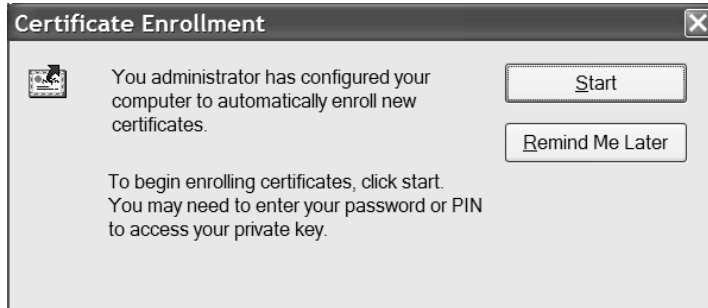 Certificate Enrollment
You administrator has configured your
computer to automatically enroll new
certificates.
Start
Remind Me Later
To begin enrolling certificates, click start.
You may need to enter your password or PIN
to access your private key.